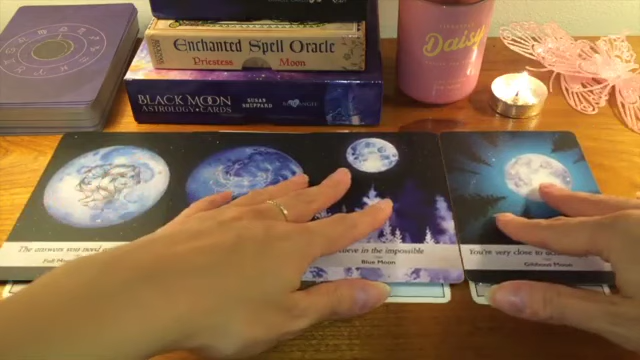 Enchanted Spell Oracle
Priestess Moon
BLACK MOON
ASTROLOGY CARDS
SUSAN
SHEPPARD
Daisy
The answers you need
Full
in the impossible
Blue Moon
You're very close to
Gibbous Moon